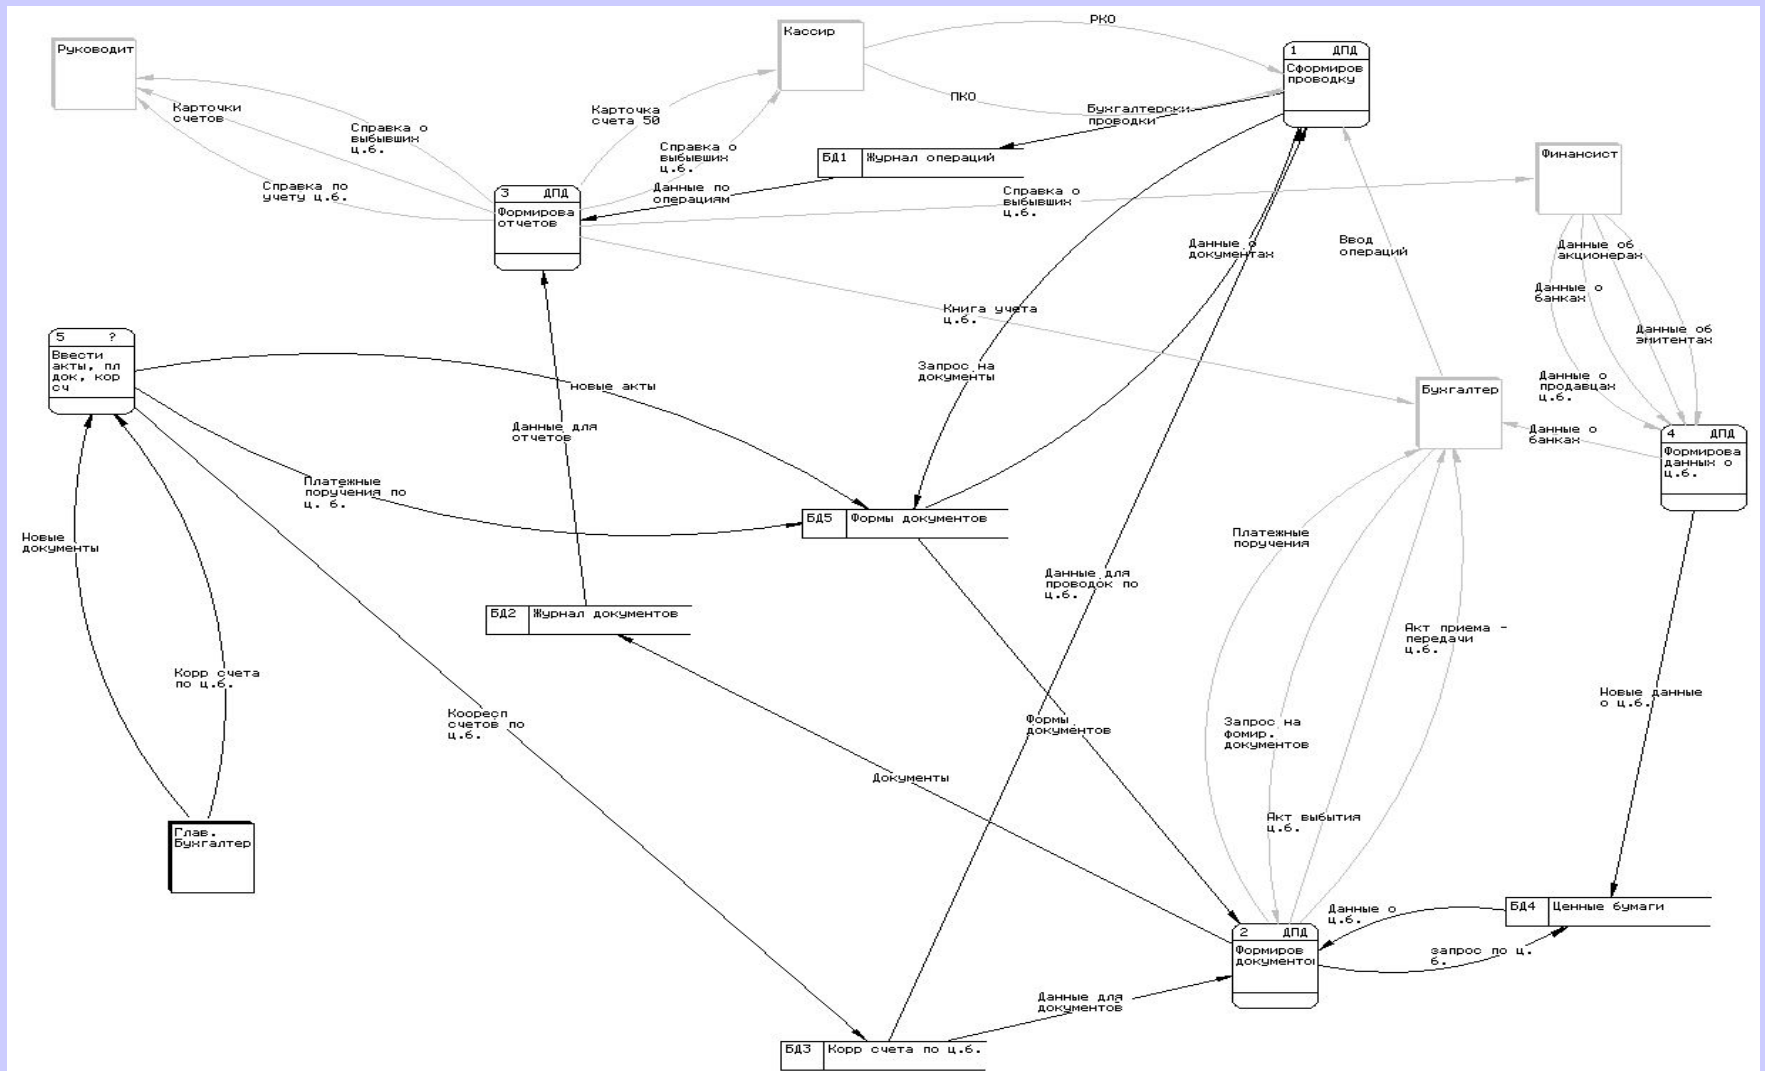 РКО
Кассир
Руководит
1 ДПД
Сформиров
проводку
Карточки
счетов
Карточка
счета 50
ПКО
Бухгалтерски
проводки
Справка о
выбывших
ц.б.
Справка о
выбывших
ц.б.
БД1 Журнал операций
Финансист
Справка по
учету ц.б.
3 ДПД
Формирова
отчетов
Данные по
операциям
Справка о
выбывших
ц.б.
Данные о
документах
Ввод
операций
Данные об
акционерах
Данные о
банках
Книга учета
ц.б.
Данные об
эмитентах
5 ?
Ввести
акты, пл
док, кор
сч
новые акты
Запрос на
документы
Данные о
продавцах
ц.б.
Бухгалтер
Данные для
отчетов
Данные о
банках
4 ДПД
Формирова
данных о
ц.б.
Платежные
поручения по
ц. б.
БД5 Формы документов
Новые
документы
Платежные
поручения
Данные для
проводок по
ц.б.
БД2 Журнал документов
Акт приема -
передачи
ц.б.
Корр счета
по ц.б.
Новые данные
о ц.б.
Коореsп
счетов по
ц.б.
Формы
документов
Запрос на
фомир.
документов
Документы
Глав.
Бухгалтер
Акт выбытия
ц.б.
БД4 Ценные бумаги
Данные о
ц.б.
2 ДПД
Формиров
документоı
запрос по ц.
б.
Данные для
документов
БД3 Корр счета по ц.б.